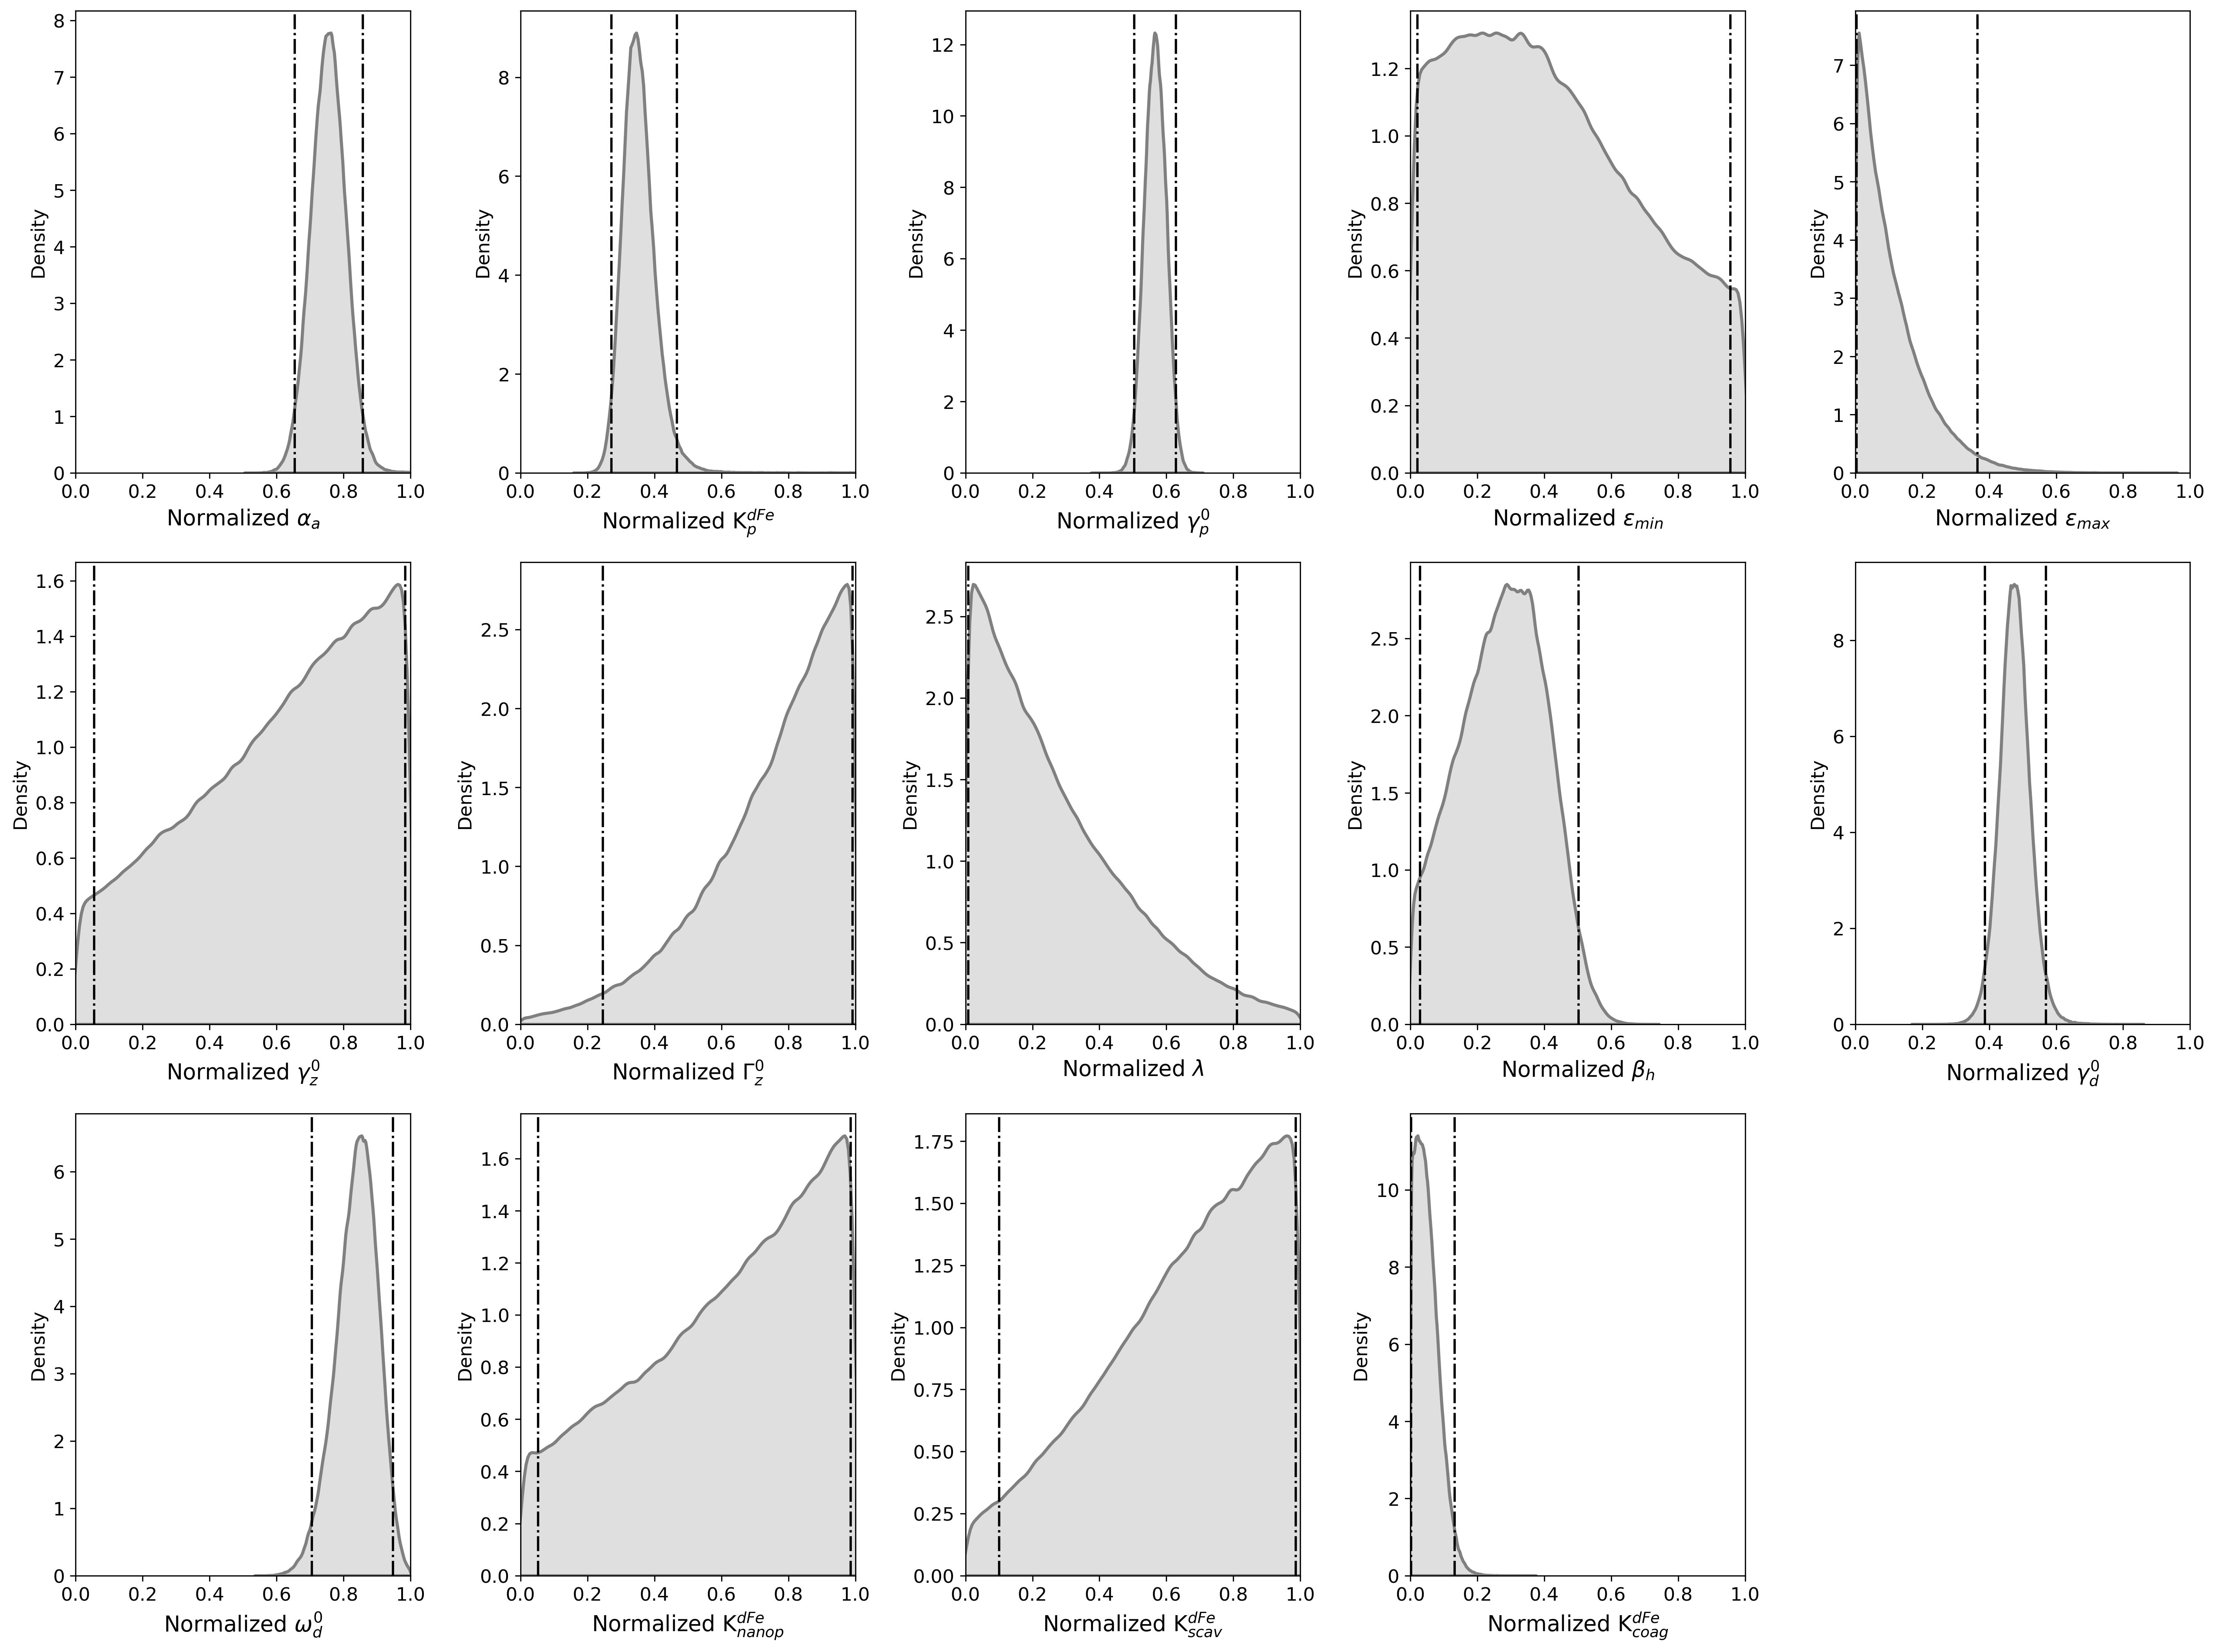 8
7
6
5
4
3
2
1
0
Density
0.0 0.2 0.4 0.6 0.8 1.0
Normalized α_a
8
6
4
2
0
Density
0.0 0.2 0.4 0.6 0.8 1.0
Normalized K_p^{dFe}
12
10
8
6
4
2
0
Density
0.0 0.2 0.4 0.6 0.8 1.0
Normalized γ_p^0
1.2
1.0
0.8
0.6
0.4
0.2
0.0
Density
0.0 0.2 0.4 0.6 0.8 1.0
Normalized ε_{min}
7
6
5
4
3
2
1
0
Density
0.0 0.2 0.4 0.6 0.8 1.0
Normalized ε_{max}
1.6
1.4
1.2
1.0
0.8
0.6
0.4
0.2
0.0
Density
0.0 0.2 0.4 0.6 0.8 1.0
Normalized γ_z^0
2.5
2.0
1.5
1.0
0.5
0.0
Density
0.0 0.2 0.4 0.6 0.8 1.0
Normalized Γ_z^0
2.5
2.0
1.5
1.0
0.5
0.0
Density
0.0 0.2 0.4 0.6 0.8 1.0
Normalized λ
2.5
2.0
1.5
1.0
0.5
0.0
Density
0.0 0.2 0.4 0.6 0.8 1.0
Normalized β_h
8
6
4
2
0
Density
0.0 0.2 0.4 0.6 0.8 1.0
Normalized γ_d^0
6
5
4
3
2
1
0
Density
0.0 0.2 0.4 0.6 0.8 1.0
Normalized ω_d^0
1.6
1.4
1.2
1.0
0.8
0.6
0.4
0.2
0.0
Density
0.0 0.2 0.4 0.6 0.8 1.0
Normalized K_{nanop}^{dFe}
1.75
1.50
1.25
1.00
0.75
0.50
0.25
0.00
Density
0.0 0.2 0.4 0.6 0.8 1.0
Normalized K_{scav}^{dFe}
10
8
6
4
2
0
Density
0.0 0.2 0.4 0.6 0.8 1.0
Normalized K_{coag}^{dFe}